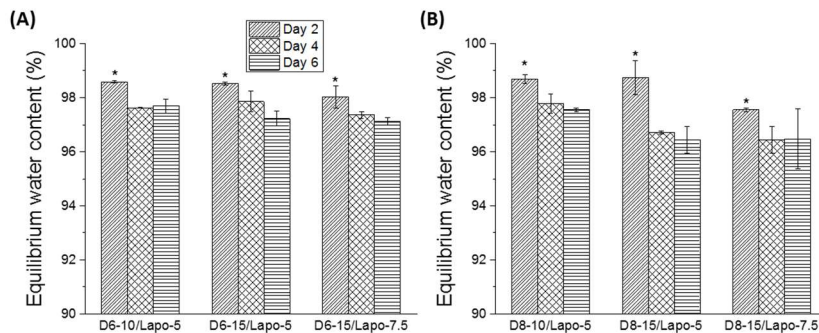 (A)
Equilibrium water content (%)
100
98
96
94
92
90
Day 2
Day 4
Day 6
*
*
*
D6-10/Lapo-5
D6-15/Lapo-5
D6-15/Lapo-7.5
(B)
Equilibrium water content (%)
100
98
96
94
92
90
*
*
*
D8-10/Lapo-5
D8-15/Lapo-5
D8-15/Lapo-7.5